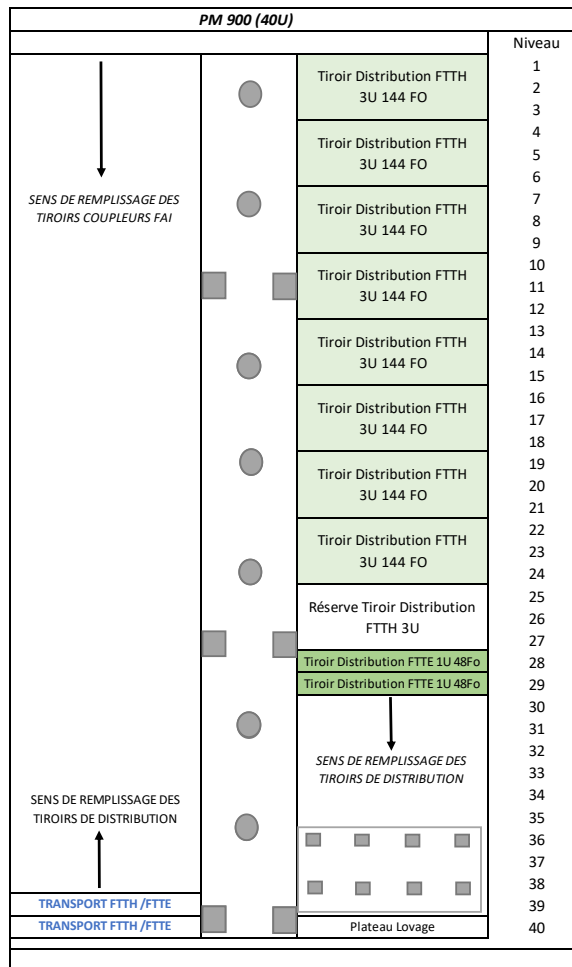 PM 900 (40U)
Niveau
SENS DE REMPLISSAGE DES
TIROIRS COUPLEURS FAI
SENS DE REMPLISSAGE DES
TIROIRS DE DISTRIBUTION
TRANSPORT FTTH /FTTE
TRANSPORT FTTH /FTTE
Tiroir Distribution FTTH
3U 144 FO
Tiroir Distribution FTTH
3U 144 FO
Tiroir Distribution FTTH
3U 144 FO
Tiroir Distribution FTTH
3U 144 FO
Tiroir Distribution FTTH
3U 144 FO
Tiroir Distribution FTTH
3U 144 FO
Tiroir Distribution FTTH
3U 144 FO
Tiroir Distribution FTTH
3U 144 FO
Réserve Tiroir Distribution
FTTH 3U
Tiroir Distribution FTTE 1U 48Fo
Tiroir Distribution FTTE 1U 48Fo
SENS DE REMPLISSAGE DES
TIROIRS DE DISTRIBUTION
Plateau Lovage
1
2
3
4
5
6
7
8
9
10
11
12
13
14
15
16
17
18
19
20
21
22
23
24
25
26
27
28
29
30
31
32
33
34
35
36
37
38
39
40